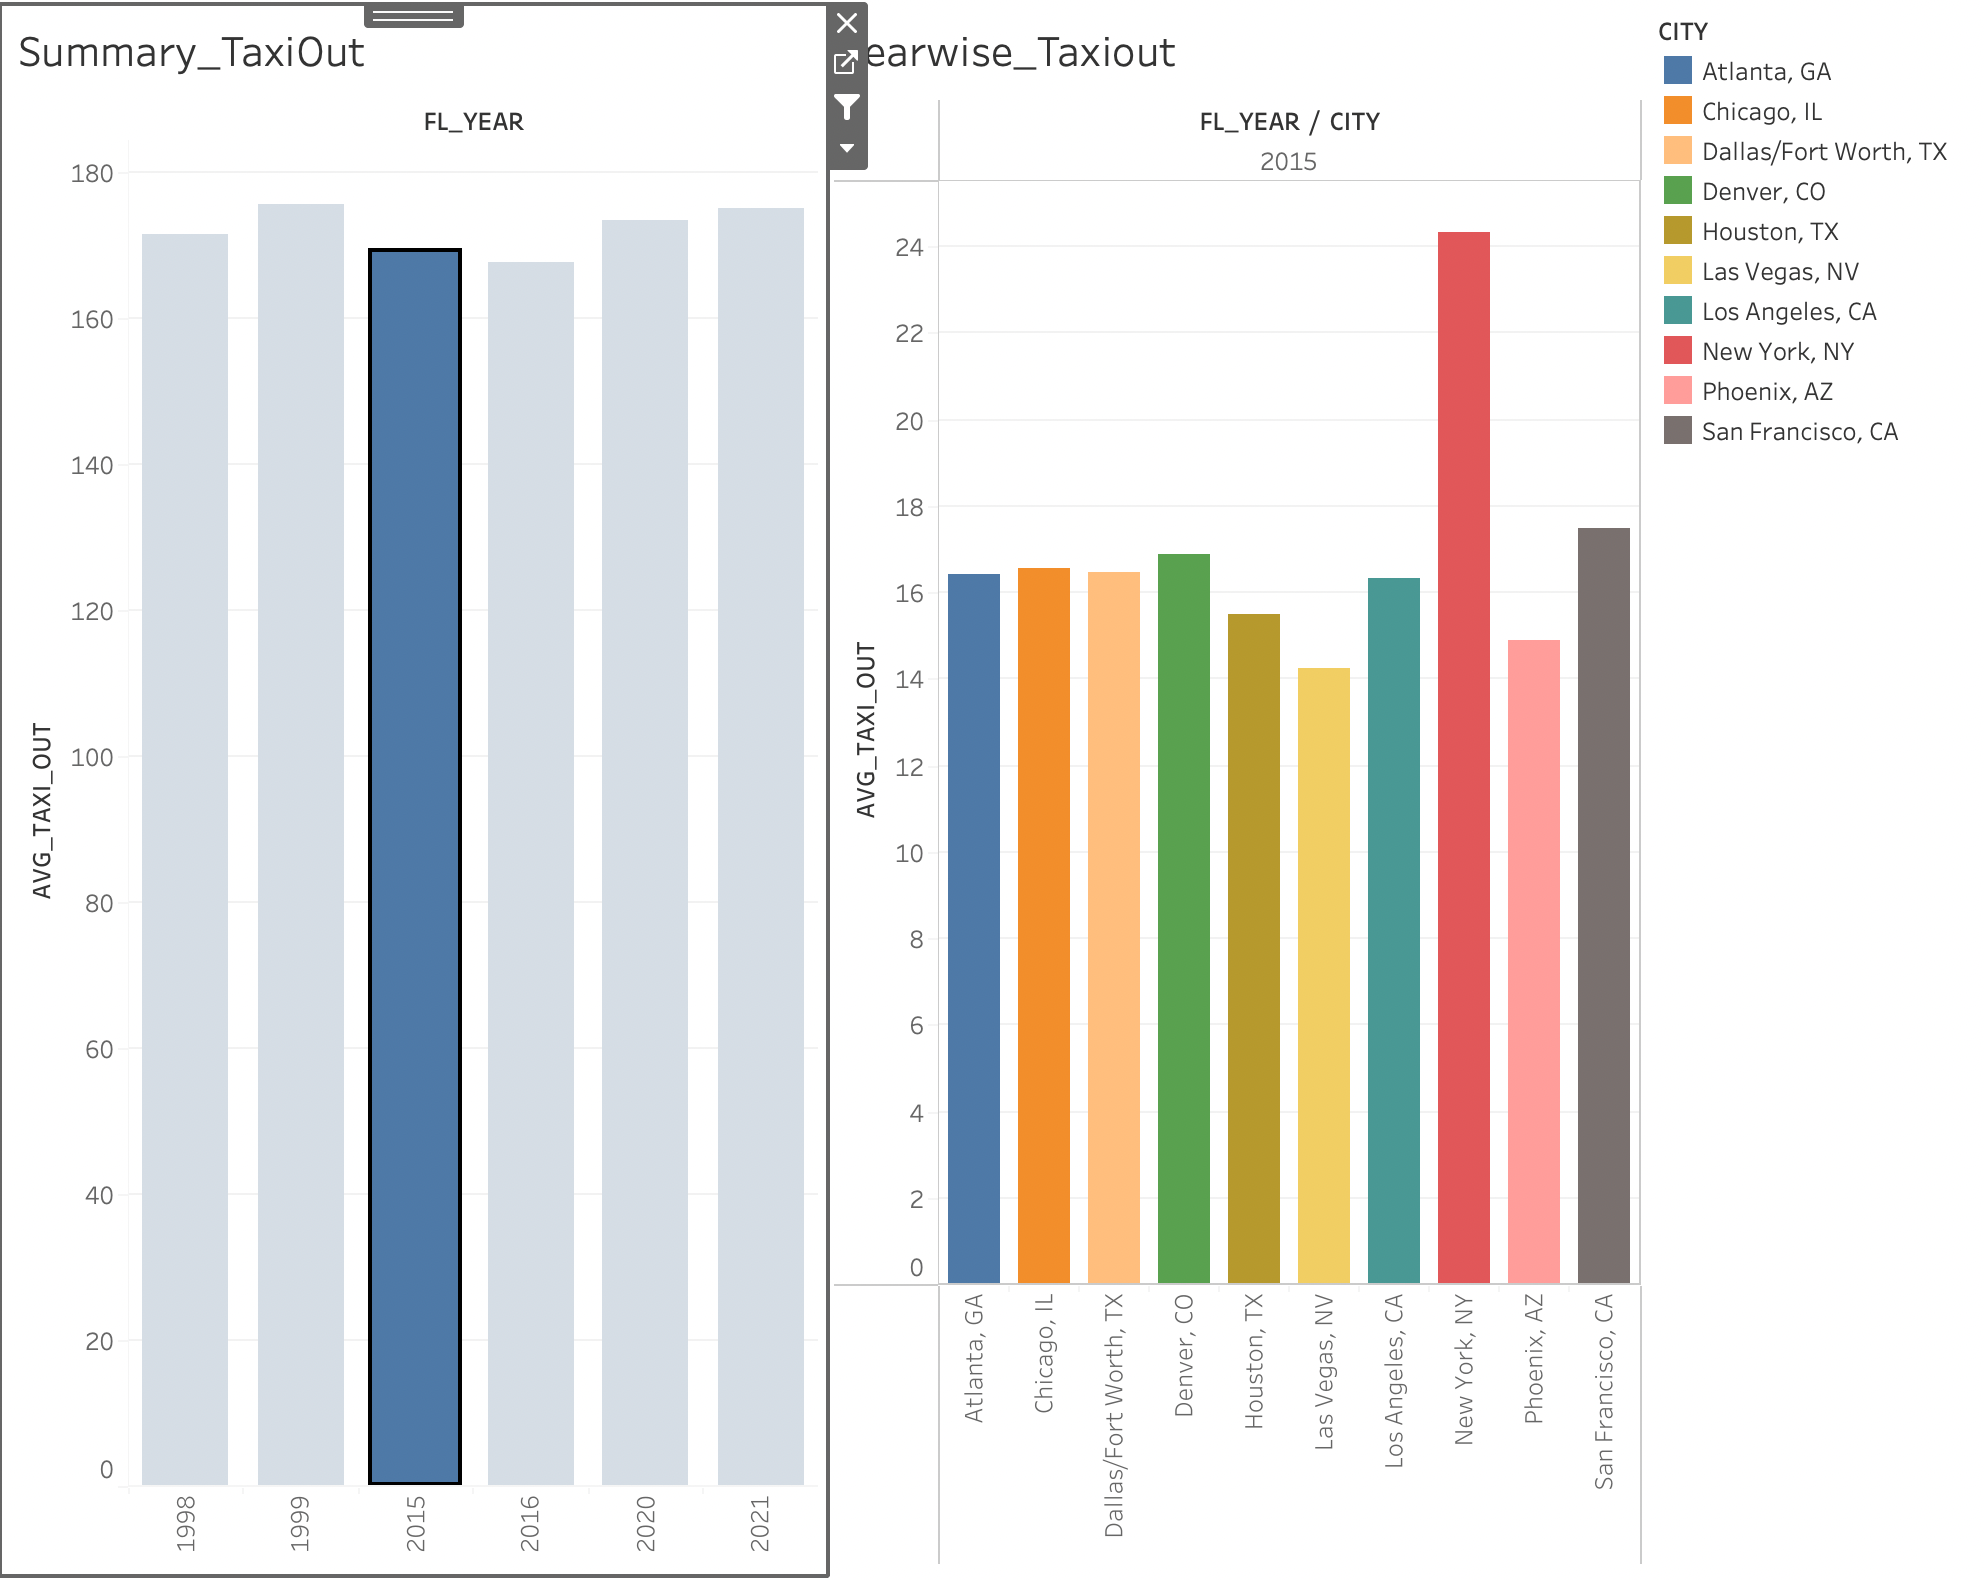 Summary_TaxiOut
FL_YEAR
180
160
140
120
100
80
60
40
20
0
AVG_TAXI_OUT
1998
1999
2015
2016
2020
2021
earwise_Taxiout
FL_YEAR / CITY
2015
24
22
20
18
16
14
12
10
8
6
4
2
0
AVG_TAXI_OUT
Atlanta, GA
Chicago, IL
Dallas/Fort Worth, TX
Denver, CO
Houston, TX
Las Vegas, NV
Los Angeles, CA
New York, NY
Phoenix, AZ
San Francisco, CA
CITY
Atlanta, GA
Chicago, IL
Dallas/Fort Worth, TX
Denver, CO
Houston, TX
Las Vegas, NV
Los Angeles, CA
New York, NY
Phoenix, AZ
San Francisco, CA